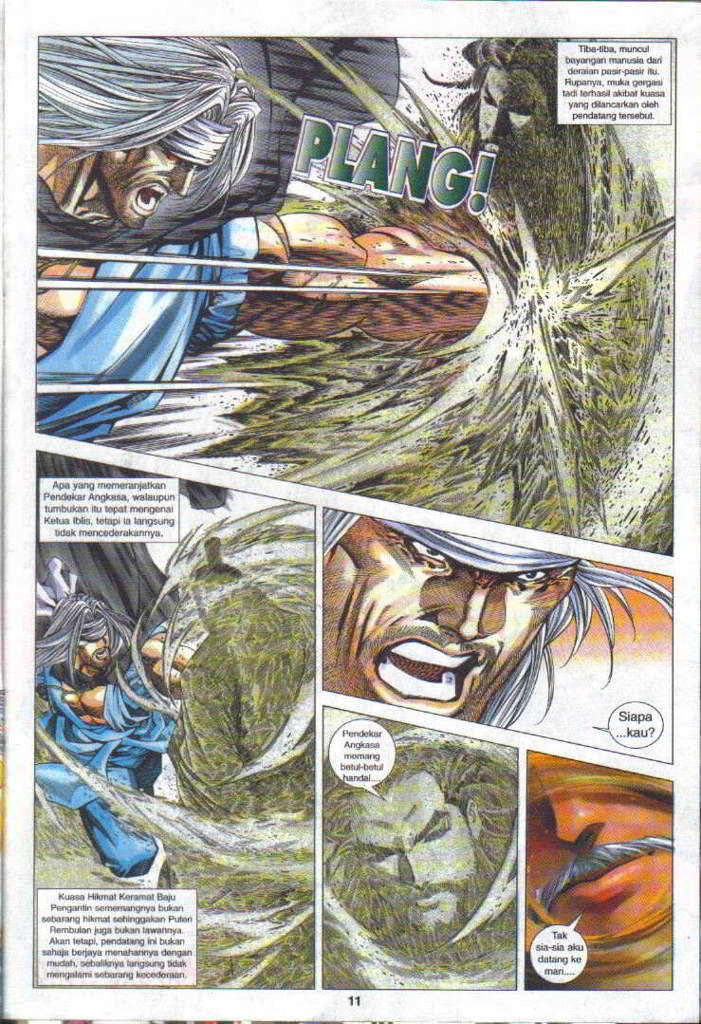 Tiba-tiba, muncul
bayangan manusia dari
deraian pasir-pasir itu.
Rupanya, muka gergasi
tadi terhasil akibat kuasa
yang dilancarkan oleh
pendatang tersebut.
PLANG!
Apa yang memeranjatkan
Pendekar Angkasa, walaupun
tumbukan itu tepat mengenai
Ketua Iblis, tetapi ia langsung
tidak mencederakannya.
Siapa
...kau?
Kuasa Hikmat Keramat Baju
Pengantin sememangnya bukan
sebarang hikmat sehinggakan Puteri
Rembulan juga bukan lawannya.
Akan tetapi, pendatang ini bukan
sahaja berjaya menahannya dengan
mudah, sebaliknya langsung tidak
mengalami sebarang kecederaan.
Pendekar
Angkasa
memang
betul-betul
handal....
Tak
sia-sia aku
datang ke
mari....
11